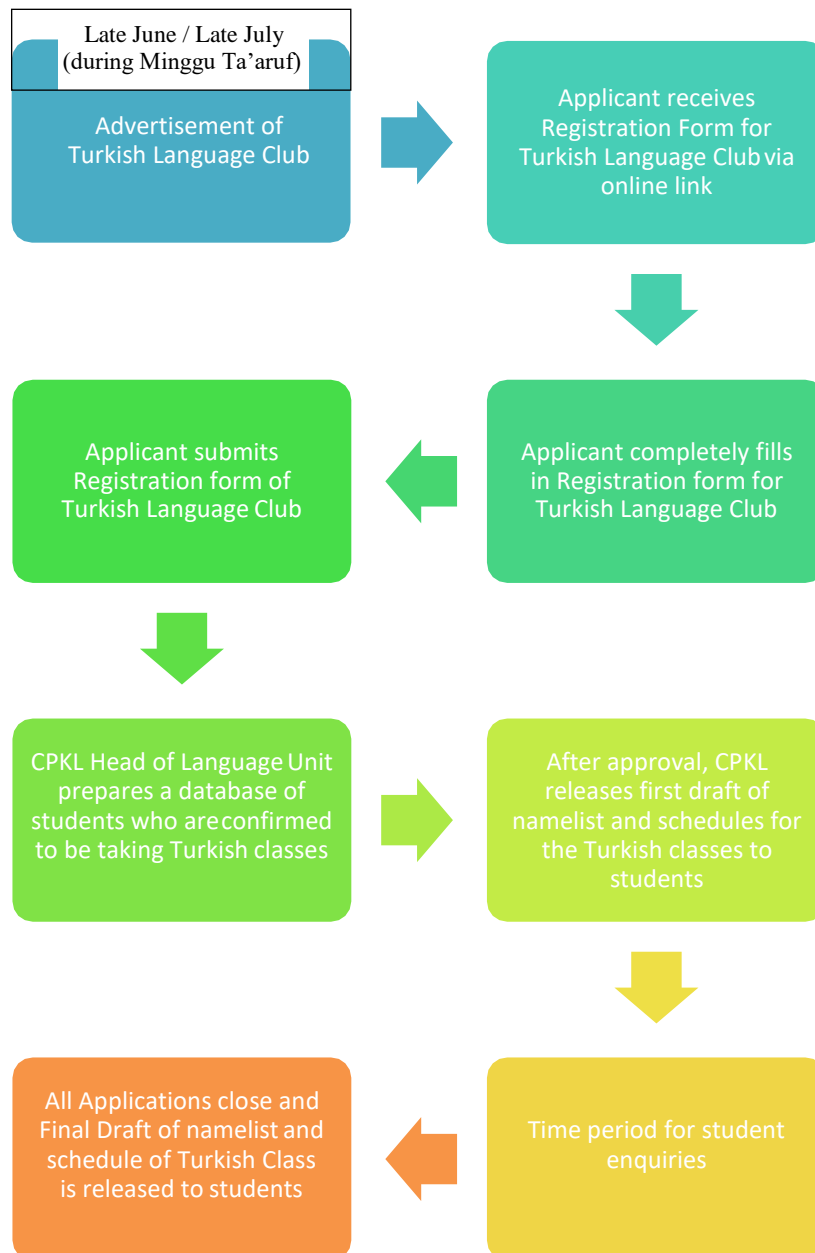 Late June / Late July
(during Minggu Ta’aruf)
Advertisement of
Turkish Language Club
Applicant receives
Registration Form for
Turkish Language Club via
online link
Applicant completely fills
in Registration form for
Turkish Language Club
Applicant submits
Registration form of
Turkish Language Club
CPKL Head of Language Unit
prepares a database of
students who are confirmed
to be taking Turkish classes
After approval, CPKL
releases first draft of
namelist and schedules for
the Turkish classes to
students
Time period for student
enquiries
All Applications close and
Final Draft of namelist and
schedule of Turkish Class
is released to students